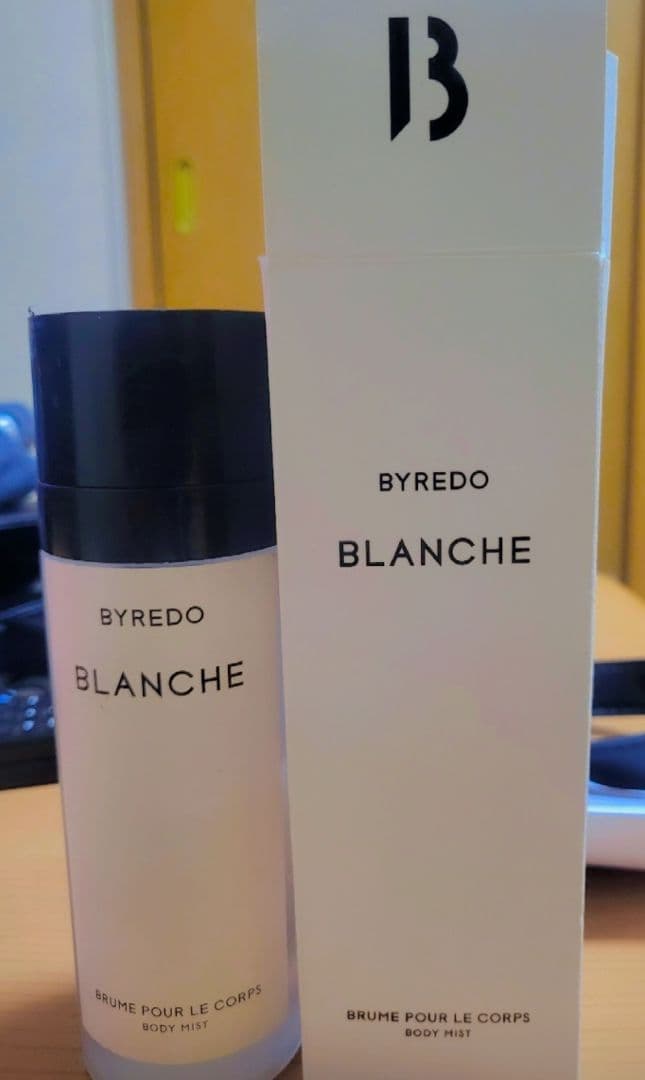 B
BYREDO
BLANCHE
BRUME POUR LE CORPS
BODY MIST
BYREDO
BLANCHE
BRUME POUR LE CORPS
BODY MIST